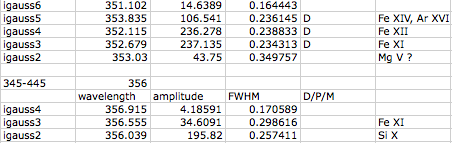 igauss6 351.102 14.6389 0.164443
igauss5 353.835 106.541 0.236145 D Fe XIV, Ar XVI
igauss4 352.115 236.278 0.238833 D Fe XII
igauss3 352.679 237.135 0.234313 D Fe XI
igauss2 353.03 43.75 0.349757 Mg V ?
345-445 356
wavelength amplitude FWHM D/P/M
igauss4 356.915 4.18591 0.170589
igauss3 356.555 34.6091 0.298616 Fe XI
igauss2 356.039 195.82 0.257411 Si X